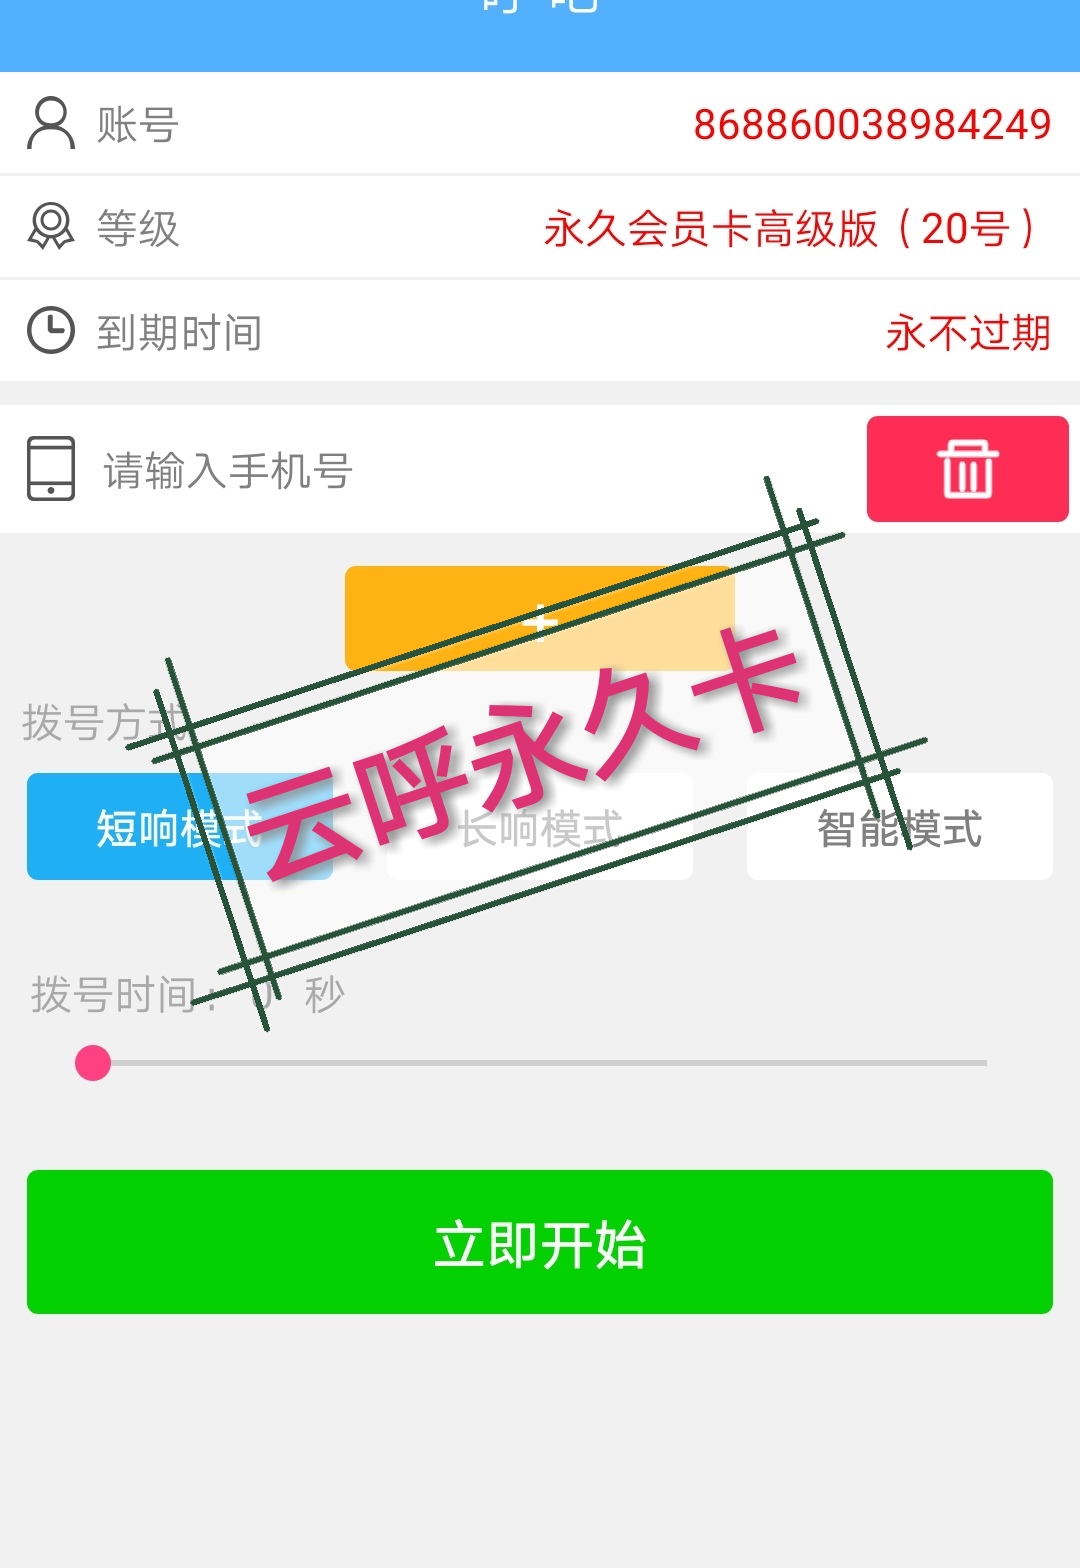 账号 868860038984249
等级 永久会员卡高级版（20号）
到期时间 永不过期
请输入手机号
+
拨号方式
云呼永久卡
短响模式 长响模式 智能模式
拨号时间： 0 秒
立即开始